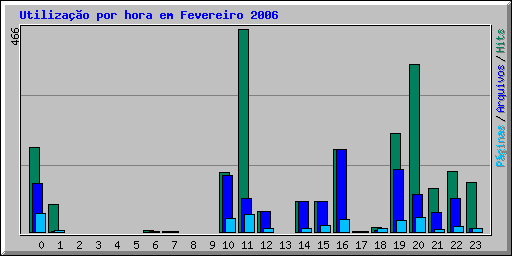 Utilização por hora em Fevereiro 2006
466
Páginas / Arquivos / Hits
0 1 2 3 4 5 6 7 8 9 10 11 12 13 14 15 16 17 18 19 20 21 22 23